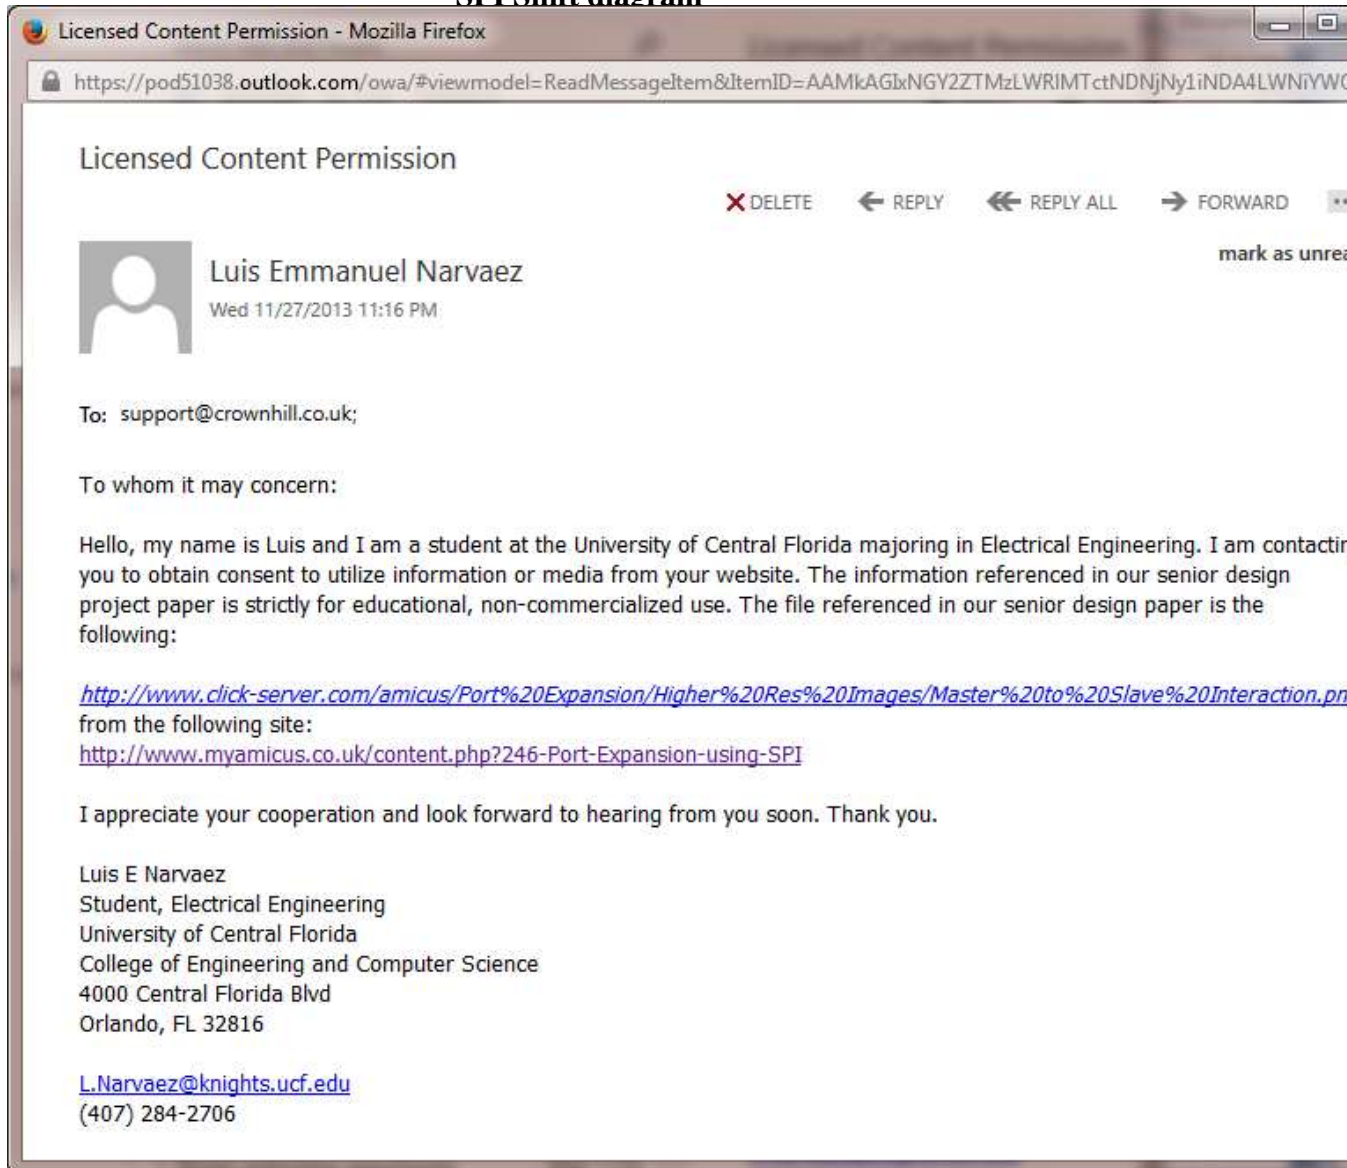 SPI Shift diagram
Licensed Content Permission - Mozilla Firefox
https://pod51038.outlook.com/owa/#viewmodel=ReadMessageItem&ItemID=AAMkAGIxNGY2ZTMzLWRlMTctNDNjNy1iNDA4LWNiYWQ
Licensed Content Permission
DELETE REPLY REPLY ALL FORWARD
mark as unrea
Luis Emmanuel Narvaez
Wed 11/27/2013 11:16 PM
To: support@crownhill.co.uk;
To whom it may concern:
Hello, my name is Luis and I am a student at the University of Central Florida majoring in Electrical Engineering. I am contactin
you to obtain consent to utilize information or media from your website. The information referenced in our senior design
project paper is strictly for educational, non-commercialized use. The file referenced in our senior design paper is the
following:
http://www.click-server.com/amicus/Port%20Expansion/Higher%20Res%20Images/Master%20to%20Slave%20Interaction.pn
from the following site:
http://www.myamicus.co.uk/content.php?246-Port-Expansion-using-SPI
I appreciate your cooperation and look forward to hearing from you soon. Thank you.
Luis E Narvaez
Student, Electrical Engineering
University of Central Florida
College of Engineering and Computer Science
4000 Central Florida Blvd
Orlando, FL 32816
L.Narvaez@knights.ucf.edu
(407) 284-2706